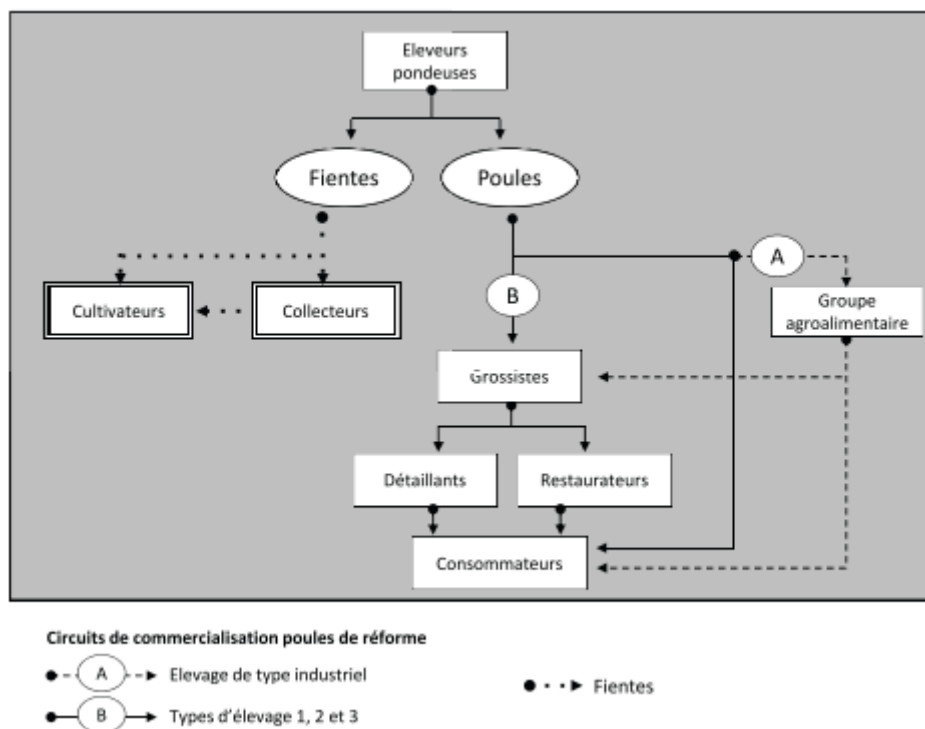 Eleveurs
pondeuses
Fientes
Poules
A
B
Cultivateurs
Collecteurs
Groupe
agroalimentaire
Grossistes
Détaillants
Restaurateurs
Consommateurs
Circuits de commercialisation poules de réforme
A Elevage de type industriel
Fientes
B Types d'élevage 1, 2 et 3